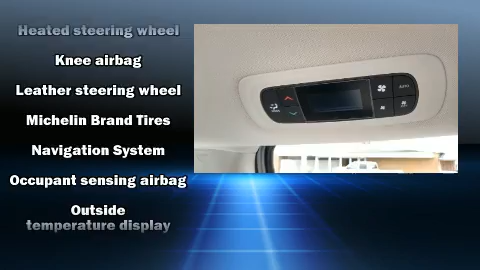 Heated steering wheel
Knee airbag
Leather steering wheel
Michelin Brand Tires
Navigation System
Occupant sensing airbag
Outside
temperature display
AUTO